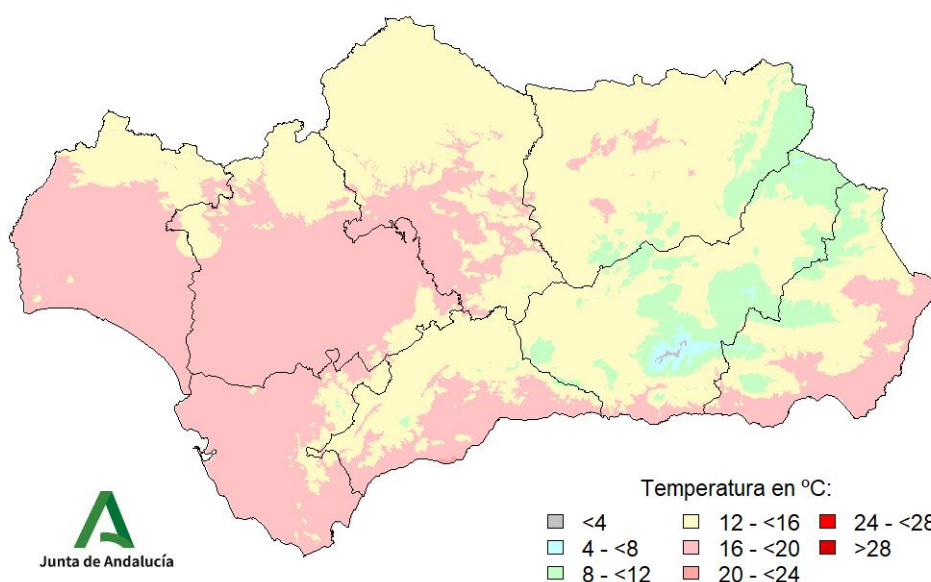 Temperatura en ºC:
<4
12 - <16
24 - <28
4 - <8
16 - <20
>28
8 - <12
20 - <24
Junta de Andalucía